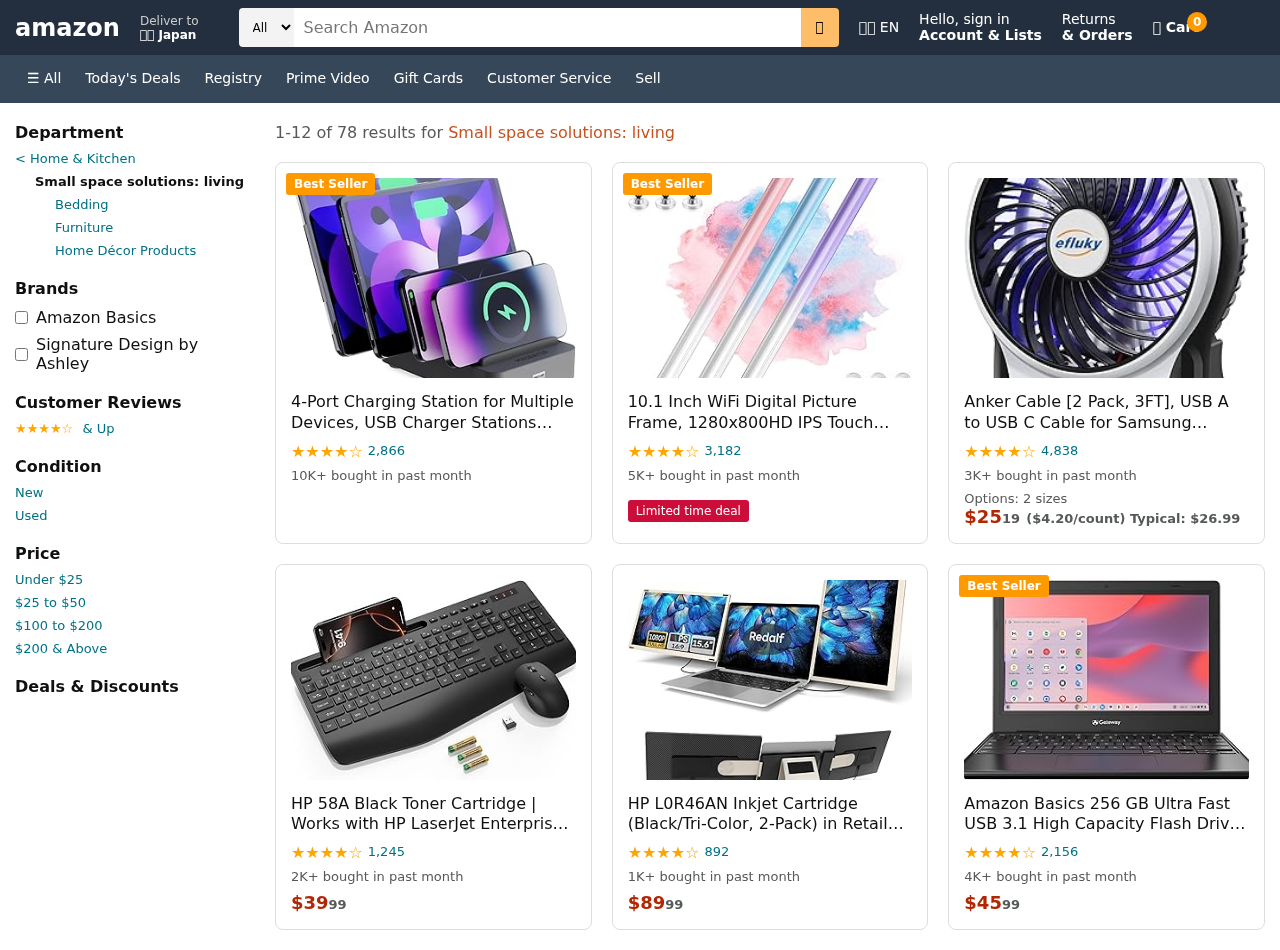 amazon
Deliver to
Japan
All
Search Amazon
EN
Hello, sign in
Account & Lists
Returns
& Orders
0
☰ All
Today's Deals
Registry
Prime Video
Gift Cards
Customer Service
Sell
Department
< Home & Kitchen
Small space solutions: living
Bedding
Furniture
Home Décor Products
Brands
Amazon Basics
Signature Design by
Ashley
Customer Reviews
★★★★☆ & Up
Condition
New
Used
Price
Under $25
$25 to $50
$100 to $200
$200 & Above
Deals & Discounts
1-12 of 78 results for Small space solutions: living
Best Seller
4-Port Charging Station for Multiple
Devices, USB Charger Stations...
★★★★☆ 2,866
10K+ bought in past month
Best Seller
10.1 Inch WiFi Digital Picture
Frame, 1280x800HD IPS Touch...
★★★★☆ 3,182
5K+ bought in past month
Limited time deal
efluky
Anker Cable [2 Pack, 3FT], USB A
to USB C Cable for Samsung...
★★★★☆ 4,838
3K+ bought in past month
Options: 2 sizes
$2519 ($4.20/count) Typical: $26.99
HP 58A Black Toner Cartridge |
Works with HP LaserJet Enterpris...
★★★★☆ 1,245
2K+ bought in past month
$3999
1080P
IPS
16:9
15.6"
Redalf
HP L0R46AN Inkjet Cartridge
(Black/Tri-Color, 2-Pack) in Retail...
★★★★☆ 892
1K+ bought in past month
$8999
Best Seller
Gateway
Amazon Basics 256 GB Ultra Fast
USB 3.1 High Capacity Flash Driv...
★★★★☆ 2,156
4K+ bought in past month
$4599